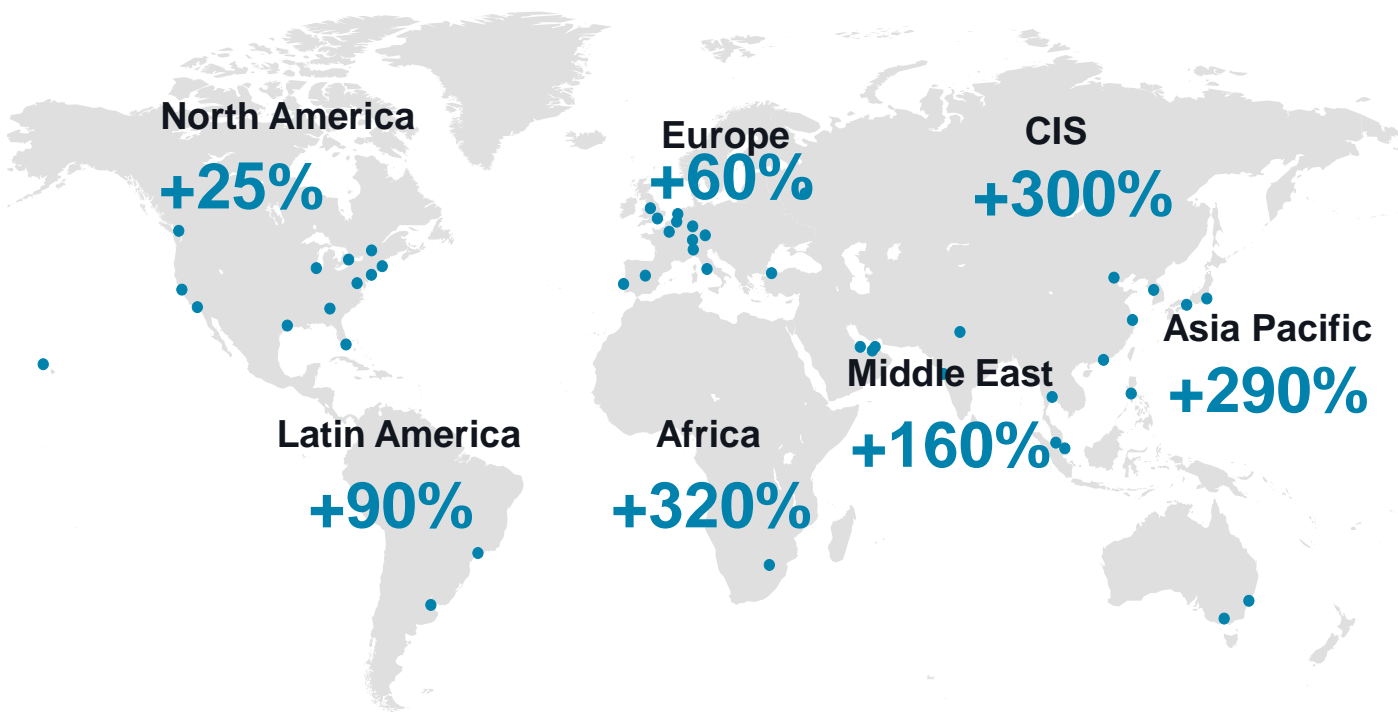 North America
+25%
Europe
+60%
CIS
+300%
Asia Pacific
+290%
Middle East
+160%
Latin America
+90%
Africa
+320%